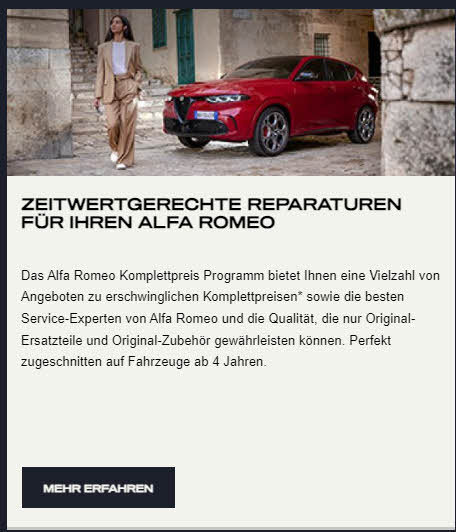 ZEITWERTGERECHTE REPARATUREN
FÜR IHREN ALFA ROMEO
Das Alfa Romeo Komplettpreis Programm bietet Ihnen eine Vielzahl von
Angeboten zu erschwinglichen Komplettpreisen* sowie die besten
Service-Experten von Alfa Romeo und die Qualität, die nur Original-
Ersatzteile und Original-Zubehör gewährleisten können. Perfekt
zugeschnitten auf Fahrzeuge ab 4 Jahren.
MEHR ERFAHREN